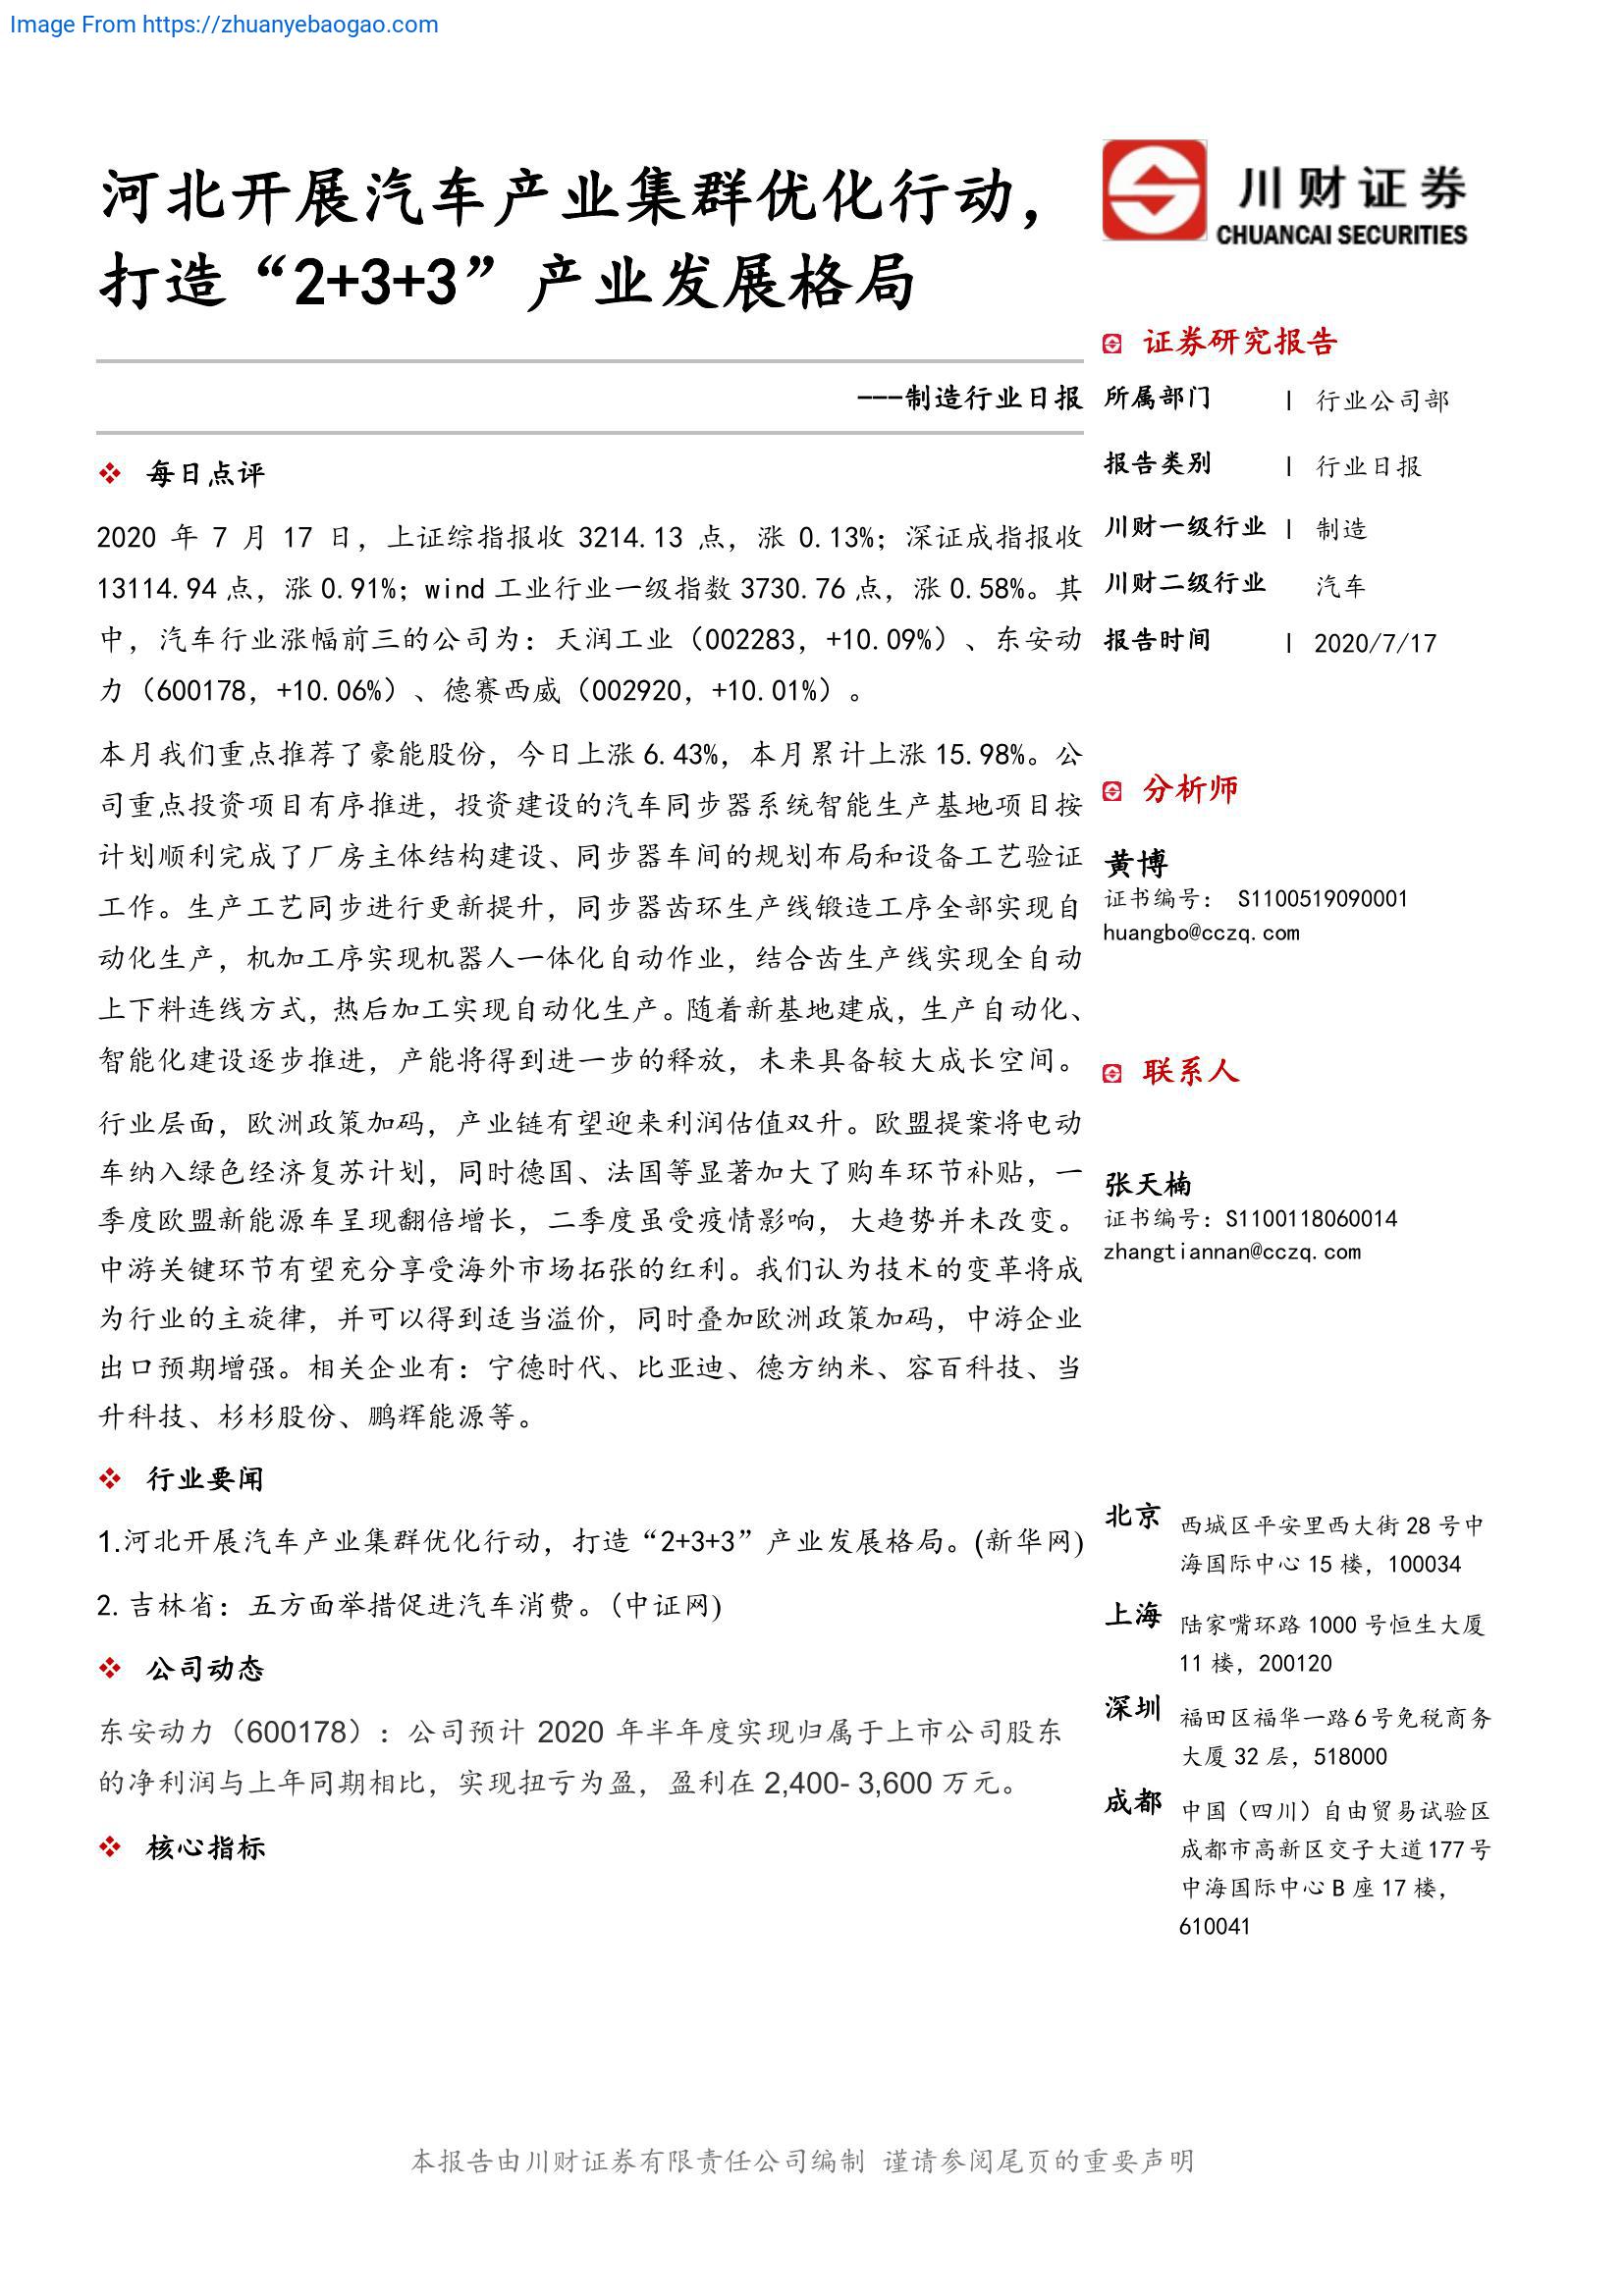 Image From https://zhuanyebaogao.com
河北开展汽车产业集群优化行动，
打造“2+3+3”产业发展格局
---制造行业日报
❖ 每日点评
2020 年 7 月 17 日，上证综指报收 3214.13 点，涨 0.13%；深证成指报收
13114.94 点，涨 0.91%；wind 工业行业一级指数 3730.76 点，涨 0.58%。其
中，汽车行业涨幅前三的公司为：天润工业（002283，+10.09%）、东安动
力（600178，+10.06%）、德赛西威（002920，+10.01%）。
本月我们重点推荐了豪能股份，今日上涨 6.43%，本月累计上涨 15.98%。公
司重点投资项目有序推进，投资建设的汽车同步器系统智能生产基地项目按
计划顺利完成了厂房主体结构建设、同步器车间的规划布局和设备工艺验证
工作。生产工艺同步进行更新提升，同步器齿环生产线锻造工序全部实现自
动化生产，机加工序实现机器人一体化自动作业，结合齿生产线实现全自动
上下料连线方式，热后加工实现自动化生产。随着新基地建成，生产自动化、
智能化建设逐步推进，产能将得到进一步的释放，未来具备较大成长空间。
行业层面，欧洲政策加码，产业链有望迎来利润估值双升。欧盟提案将电动
车纳入绿色经济复苏计划，同时德国、法国等显著加大了购车环节补贴，一
季度欧盟新能源车呈现翻倍增长，二季度虽受疫情影响，大趋势并未改变。
中游关键环节有望充分享受海外市场拓张的红利。我们认为技术的变革将成
为行业的主旋律，并可以得到适当溢价，同时叠加欧洲政策加码，中游企业
出口预期增强。相关企业有：宁德时代、比亚迪、德方纳米、容百科技、当
升科技、杉杉股份、鹏辉能源等。
❖ 行业要闻
1.河北开展汽车产业集群优化行动，打造“2+3+3”产业发展格局。(新华网)
2. 吉林省：五方面举措促进汽车消费。(中证网)
❖ 公司动态
东安动力（600178）：公司预计 2020 年半年度实现归属于上市公司股东
的净利润与上年同期相比，实现扭亏为盈，盈利在 2,400- 3,600 万元。
❖ 核心指标
川财证券
CHUANCAI SECURITIES
证券研究报告
所属部门 | 行业公司部
报告类别 | 行业日报
川财一级行业 | 制造
川财二级行业 汽车
报告时间 | 2020/7/17
分析师
黄博
证书编号： S1100519090001
huangbo@cczq.com
联系人
张天楠
证书编号：S1100118060014
zhangtiannan@cczq.com
北京 西城区平安里西大街 28 号中
海国际中心 15 楼，100034
上海 陆家嘴环路 1000 号恒生大厦
11 楼，200120
深圳 福田区福华一路 6 号免税商务
大厦 32 层，518000
成都 中国（四川）自由贸易试验区
成都市高新区交子大道 177 号
中海国际中心 B 座 17 楼，
610041
本报告由川财证券有限责任公司编制 谨请参阅尾页的重要声明